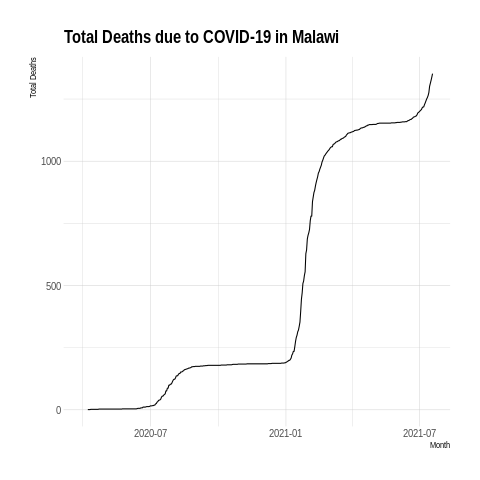 Total Deaths due to COVID-19 in Malawi
Total Deaths
1000
500
0
2020-07 2021-01 2021-07
Month